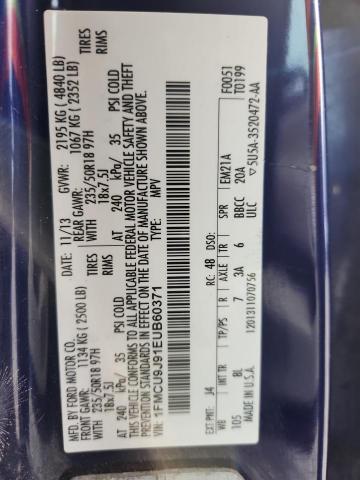 MFD. BY FORD MOTOR CO.
DATE: 11/13 GVWR: 2195 KG ( 4840 LB)
FRONT GAWR: 1134 KG ( 2500 LB) REAR GAWR: 1067 KG ( 2352 LB)
WITH 235/50R18 97H TIRES WITH 235/50R18 97H TIRES
18x7.5J RIMS 18x7.5J RIMS
AT 240 kPa/ 35 PSI COLD AT 240 kPa/ 35 PSI COLD
THIS VEHICLE CONFORMS TO ALL APPLICABLE FEDERAL MOTOR VEHICLE SAFETY AND THEFT
PREVENTION STANDARDS IN EFFECT ON THE DATE OF MANUFACTURE SHOWN ABOVE.
VIN: 1FMCU9J91EUB60371 TYPE: MPV
F0051
T0199
EXT PNT: J4 RC: 48 DSO:
WB INT TR TP/PS R AXLE TR SPR EM21A
105 BL 7 3A 6 BBCC 20A
MADE IN U.S.A. 1201311070756 ULC 5U5A-3520472-AA